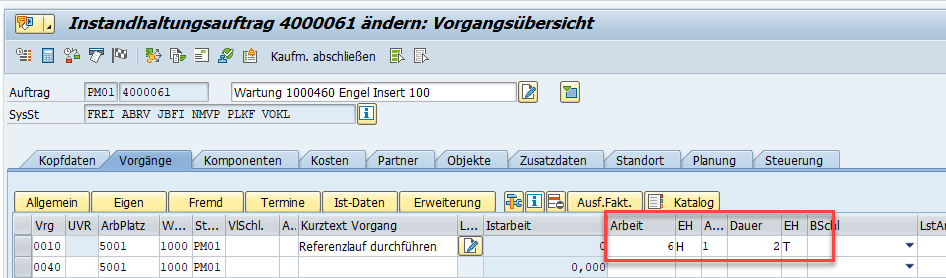 Instandhaltungsauftrag 4000061 ändern: Vorgangsübersicht
Kaufm. abschließen
Auftrag PM01 4000061 Wartung 1000460 Engel Insert 100
SysSt FREI ABRV JBFI NMVP PLKF VOKL
Kopfdaten Vorgänge Komponenten Kosten Partner Objekte Zusatzdaten Standort Planung Steuerung
Allgemein Eigen Fremd Termine Ist-Daten Erweiterung Ausf.Fakt. Katalog
Vrg UVR ArbPlatz W... St... VlSchl. A.. Kurztext Vorgang L... Istarbeit Arbeit EH A... Dauer EH BSchl LstAr
0010 5001 1000 PM01 Referenzlauf durchführen 0 6 H 1 2 T
0040 5001 1000 PM01 0,000